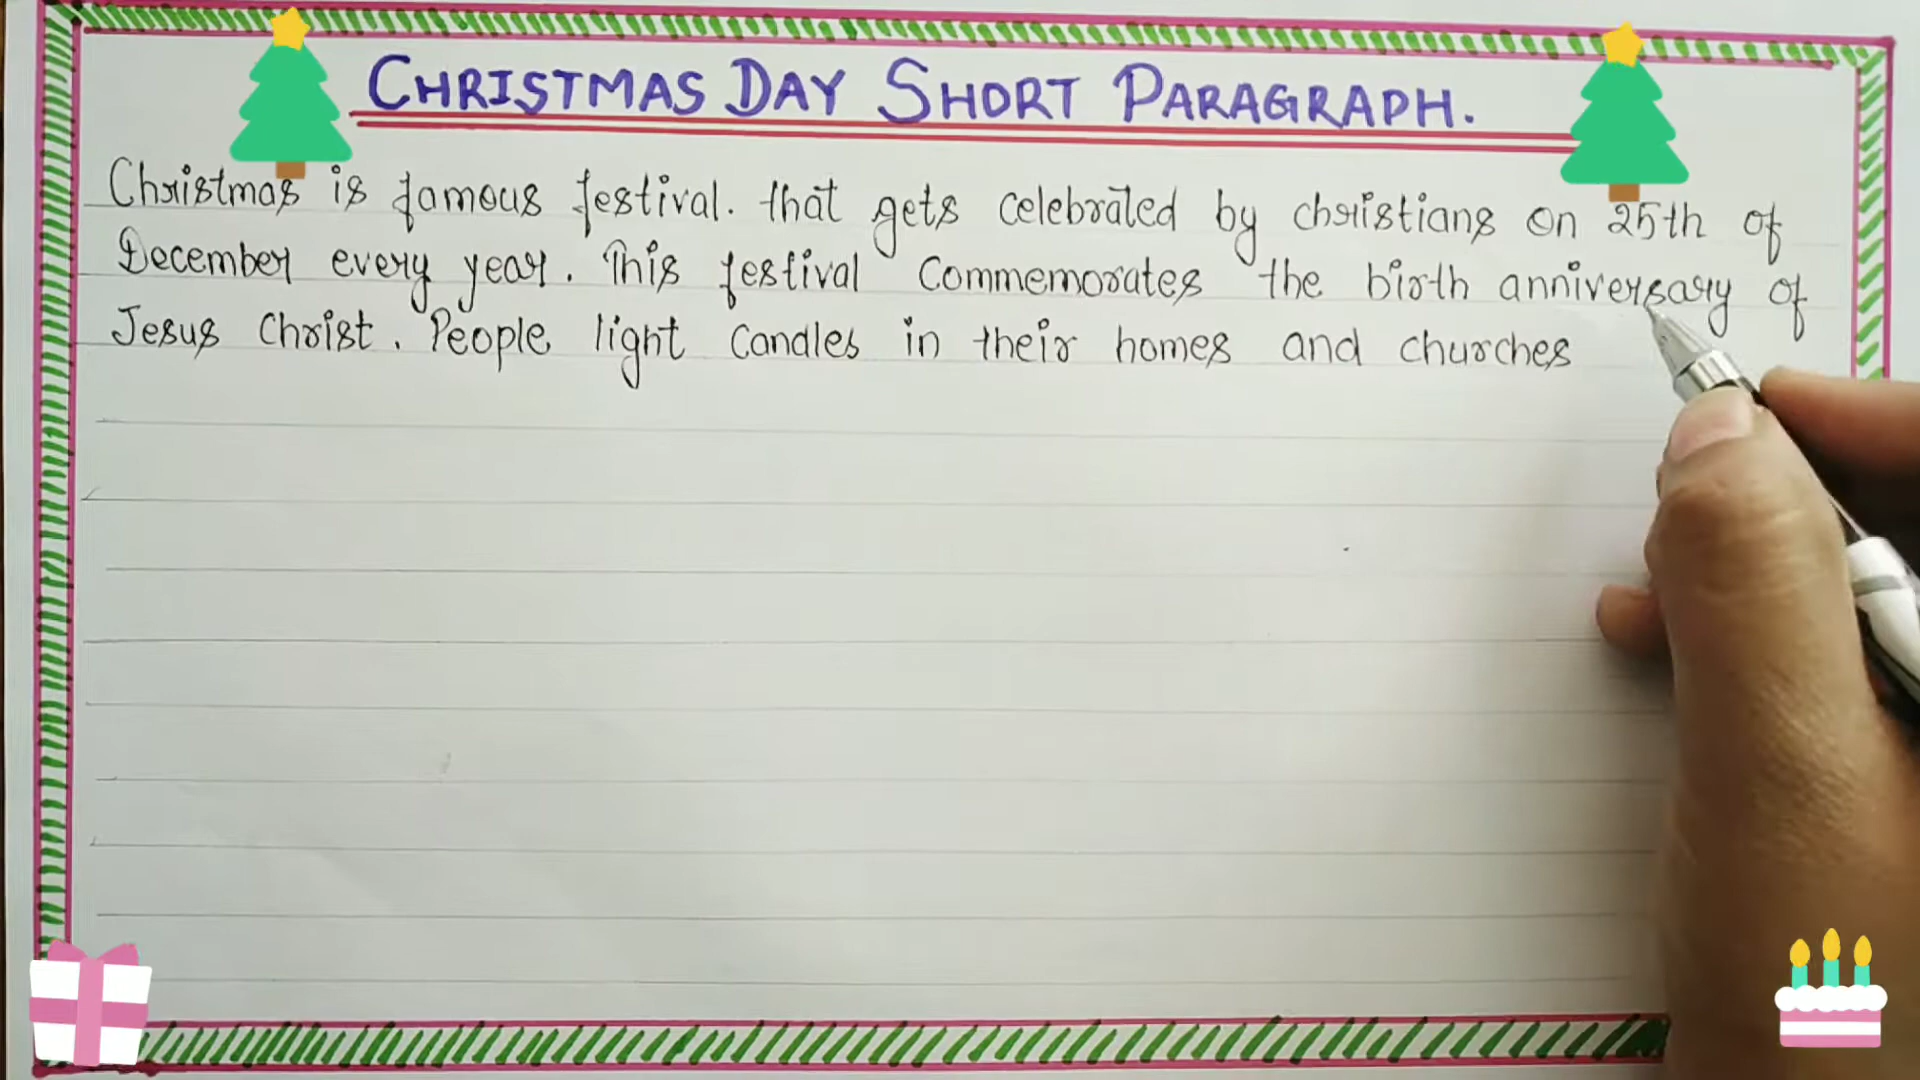 CHRISTMAS DAY SHORT PARAGRAPH.
Christmas is famous festival. that gets celebrated by christians on 25th of
December every year. This festival Commemorates the birth anniversary of
Jesus Christ. People light candles in their homes and churches